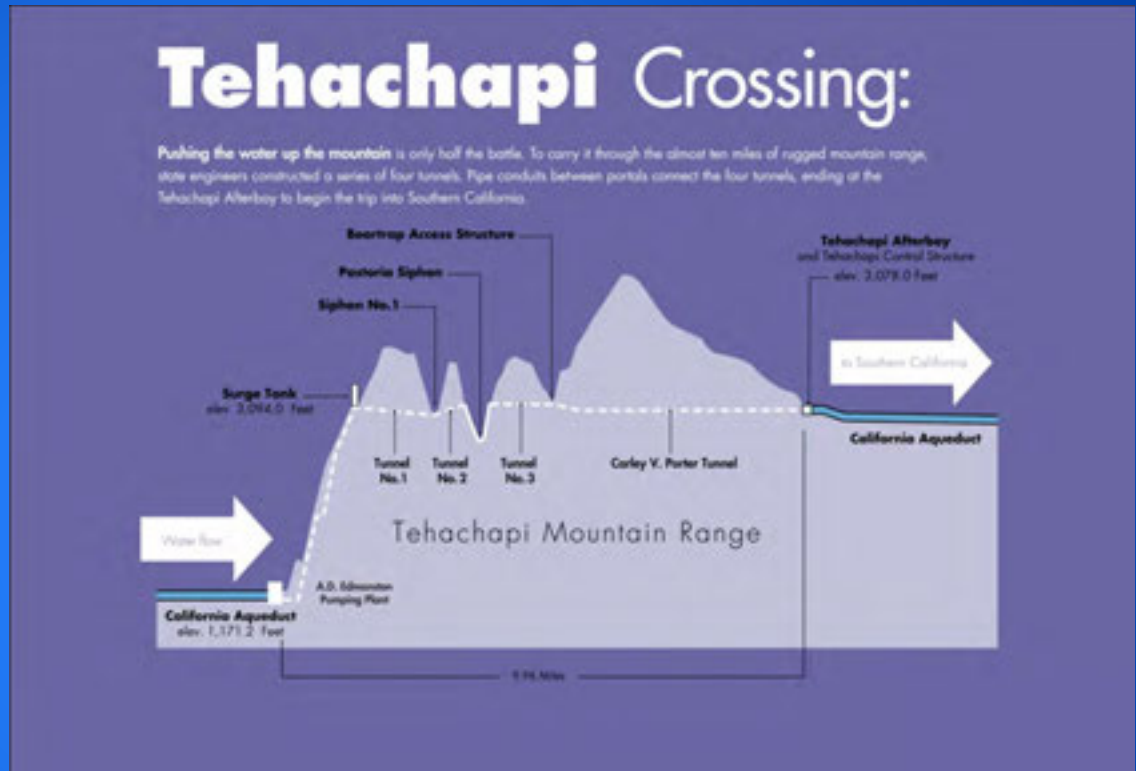 Tehachapi Crossing:
Pushing the water up the mountain is only half the battle. To carry it through the almost ten miles of rugged mountain range,
state engineers constructed a series of four tunnels. Pipe conduits between portals connect the four tunnels, ending at the
Tehachapi Afterbay to begin the trip into Southern California.
Beartrap Access Structure
Pastoria Siphon
Siphon No.1
Tehachapi Afterbay
and Tehachapi Control Structure
elev. 3,078.0 Feet
to Southern California
Surge Tank
elev. 3,094.0 Feet
California Aqueduct
Tunnel
No.1
Tunnel
No.2
Tunnel
No.3
Carley V. Porter Tunnel
Tehachapi Mountain Range
Water flow
A.D. Edmonston
Pumping Plant
California Aqueduct
elev. 1,171.2 Feet
9.96 Miles